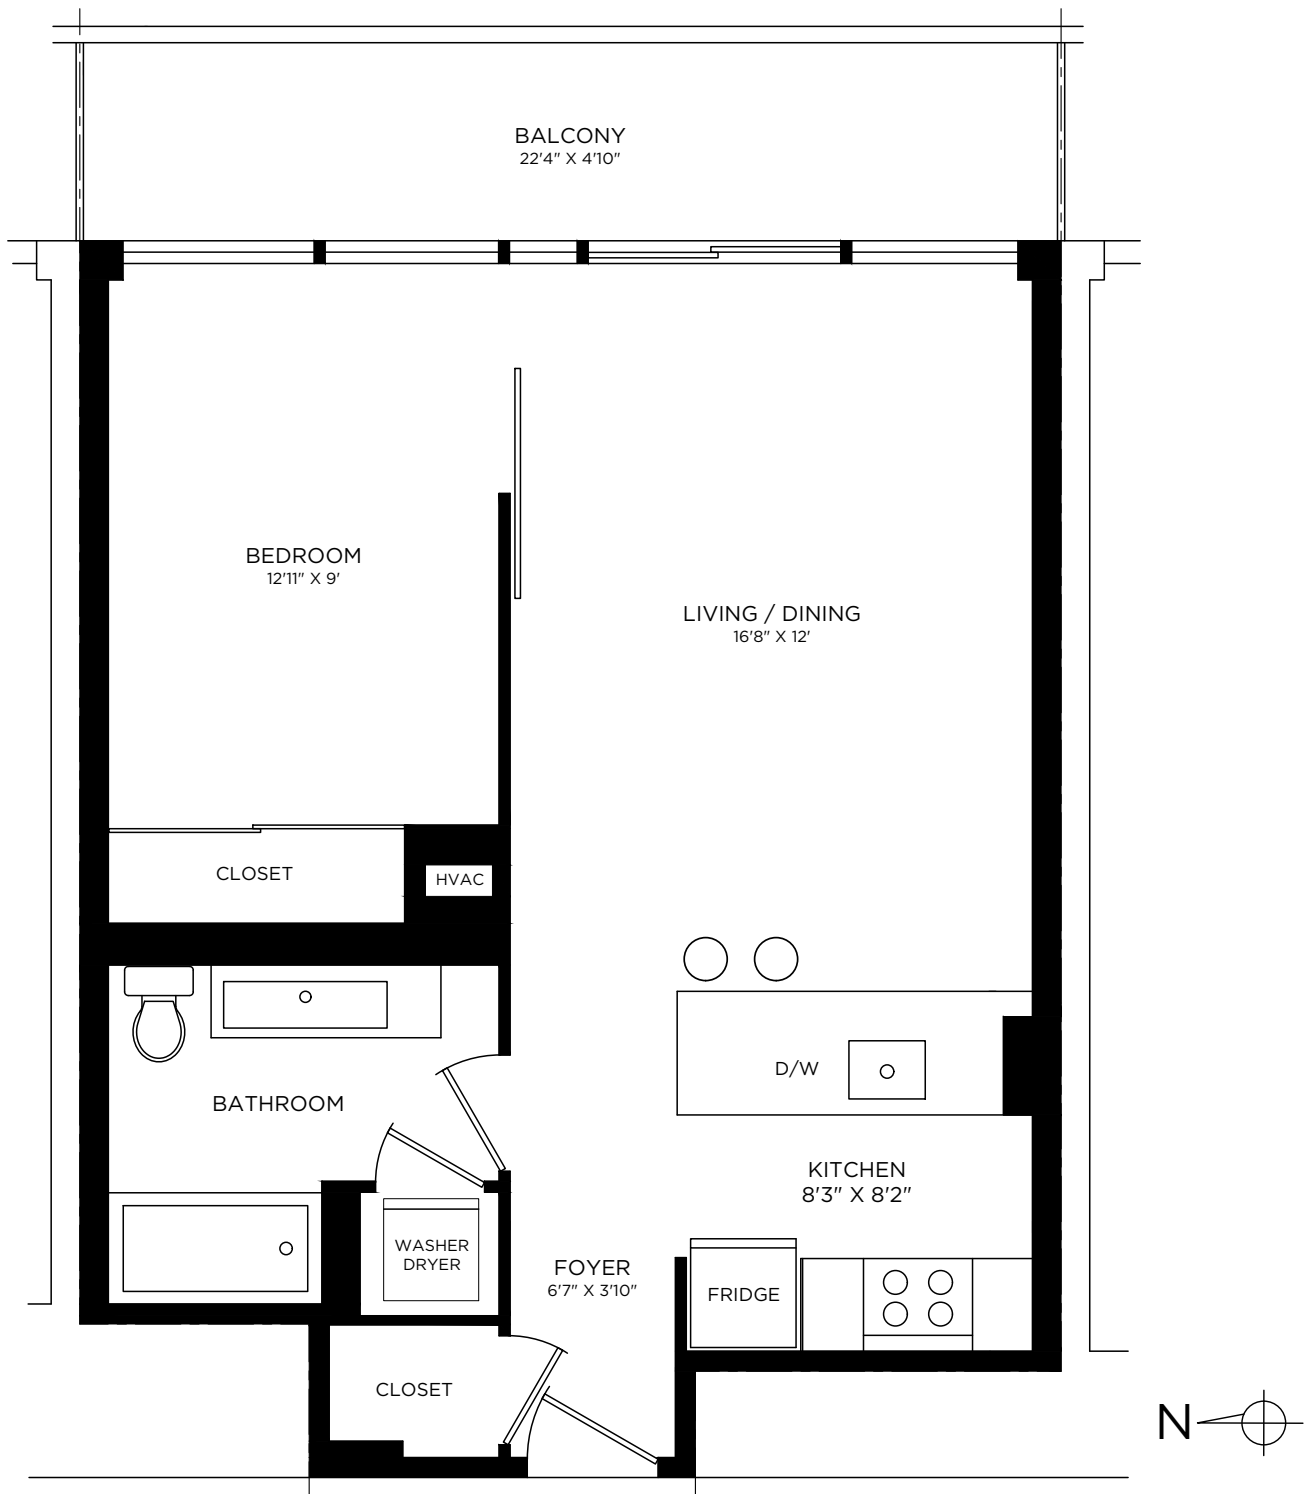 BALCONY
22'4" X 4'10"
BEDROOM
12'11" X 9'
LIVING / DINING
16'8" X 12'
CLOSET
HVAC
D/W
BATHROOM
KITCHEN
8'3" X 8'2"
WASHER
DRYER
FOYER
6'7" X 3'10"
FRIDGE
CLOSET
N